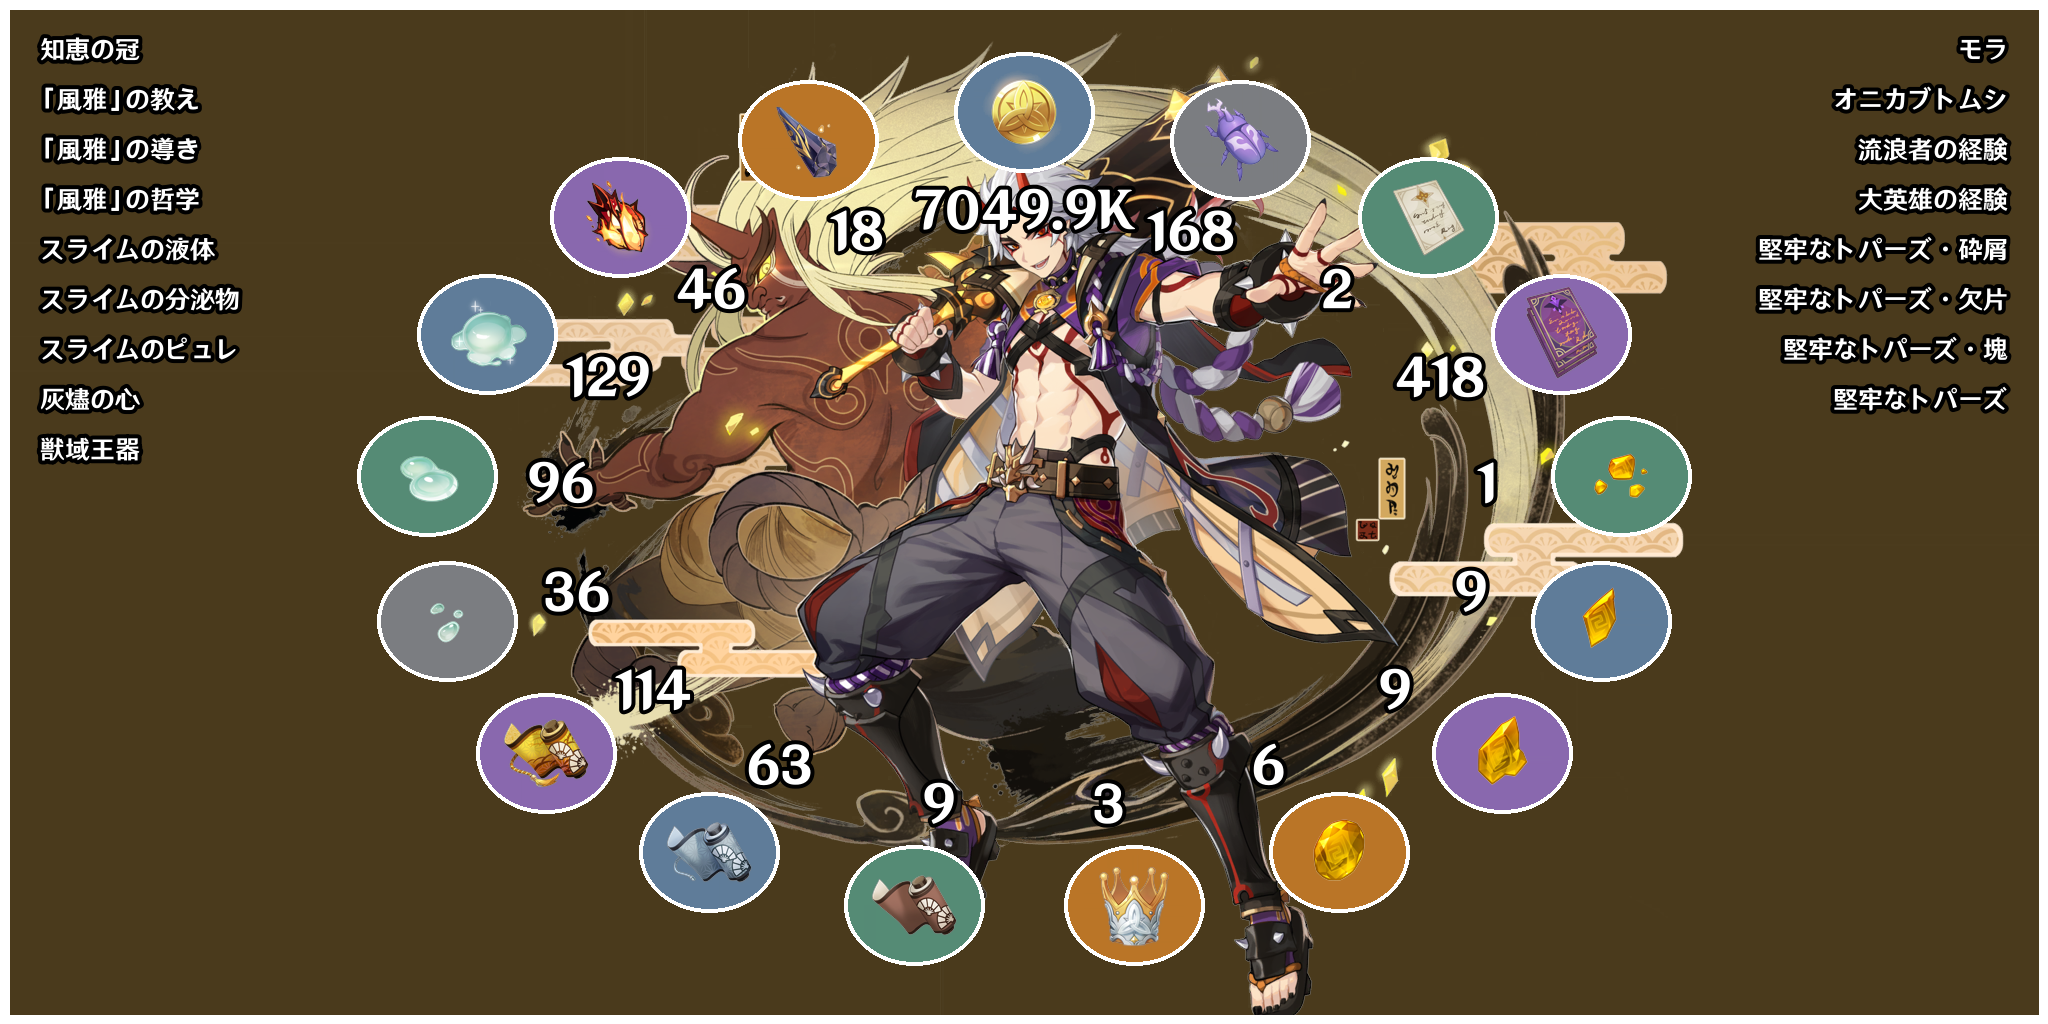 知恵の冠
「風雅」の教え
「風雅」の導き
「風雅」の哲学
スライムの液体
スライムの分泌物
スライムのピュレ
灰燼の心
獣域王器
モラ
オニカブトムシ
流浪者の経験
大英雄の経験
堅牢なトパーズ・砕屑
堅牢なトパーズ・欠片
堅牢なトパーズ・塊
堅牢なトパーズ
7049.9K
168
2
418
1
9
9
6
3
9
63
114
36
96
129
46
18